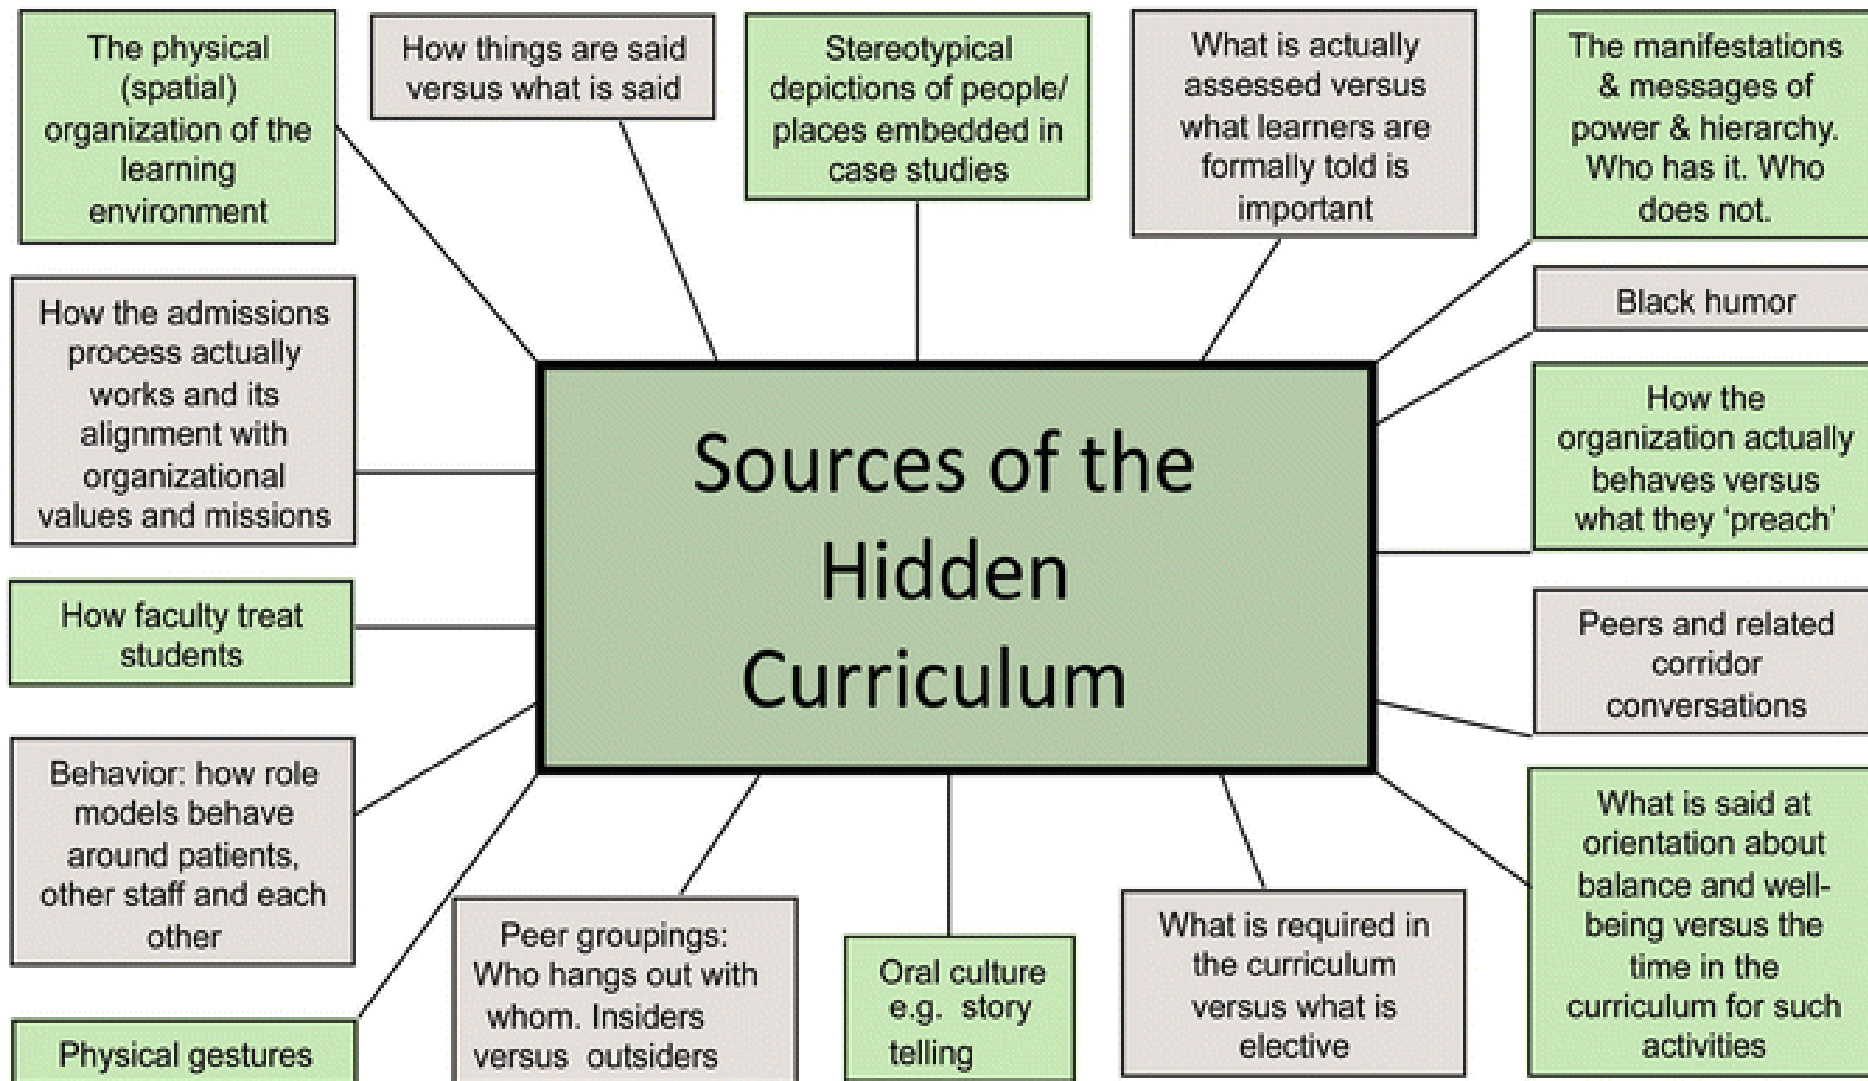 The physical
(spatial)
organization of the
learning
environment
How things are said
versus what is said
Stereotypical
depictions of people/
places embedded in
case studies
What is actually
assessed versus
what learners are
formally told is
important
The manifestations
& messages of
power & hierarchy.
Who has it. Who
does not.
Black humor
How the admissions
process actually
works and its
alignment with
organizational
values and missions
How the
organization actually
behaves versus
what they ‘preach’
Sources of the
Hidden
Curriculum
How faculty treat
students
Peers and related
corridor
conversations
Behavior: how role
models behave
around patients,
other staff and each
other
What is said at
orientation about
balance and well-
being versus the
time in the
curriculum for such
activities
Physical gestures
Peer groupings:
Who hangs out with
whom. Insiders
versus outsiders
Oral culture
e.g. story
telling
What is required in
the curriculum
versus what is
elective